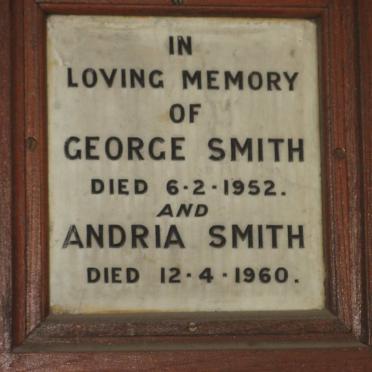 IN
LOVING MEMORY
OF
GEORGE SMITH
DIED 6·2·1952.
AND
ANDRIA SMITH
DIED 12·4·1960.